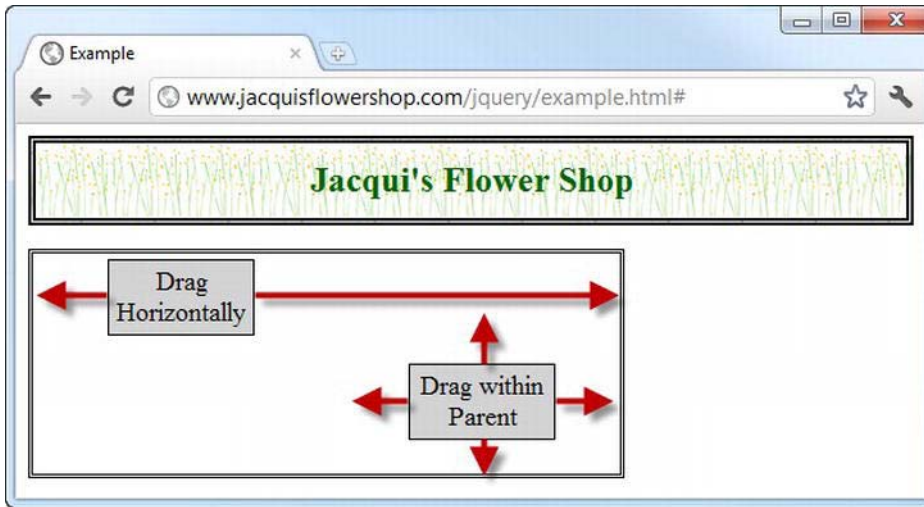 Example
www.jacquisflowershop.com/jquery/example.html#
Jacqui's Flower Shop
Drag
Horizontally
Drag within
Parent